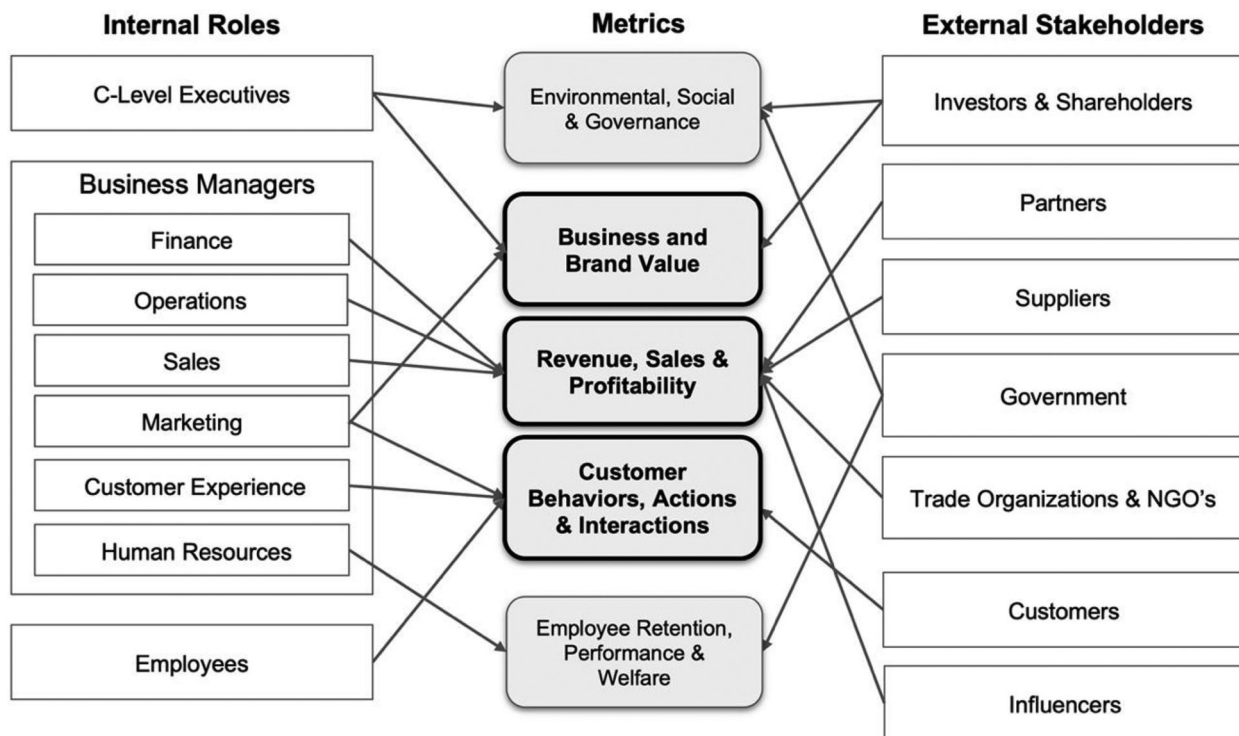 Internal Roles
C-Level Executives
Business Managers
Finance
Operations
Sales
Marketing
Customer Experience
Human Resources
Employees
Metrics
Environmental, Social
& Governance
Business and
Brand Value
Revenue, Sales &
Profitability
Customer
Behaviors, Actions
& Interactions
Employee Retention,
Performance &
Welfare
External Stakeholders
Investors & Shareholders
Partners
Suppliers
Government
Trade Organizations & NGO’s
Customers
Influencers